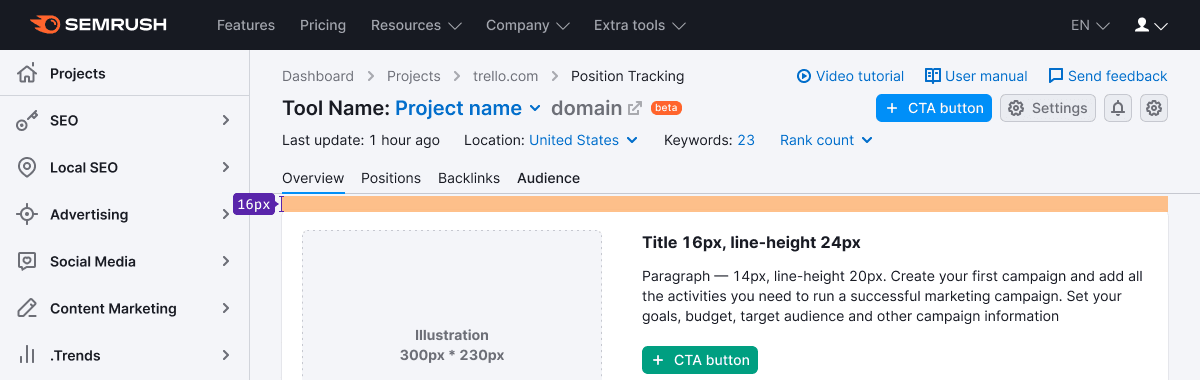 SEMRUSH Features Pricing Resources Company Extra tools EN
Projects
SEO
Local SEO
Advertising
Social Media
Content Marketing
.Trends
Dashboard Projects trello.com Position Tracking
Video tutorial User manual Send feedback
Tool Name: Project name domain beta
+ CTA button Settings
Last update: 1 hour ago Location: United States Keywords: 23 Rank count
Overview Positions Backlinks Audience
16px
Illustration
300px * 230px
Title 16px, line-height 24px
Paragraph — 14px, line-height 20px. Create your first campaign and add all
the activities you need to run a successful marketing campaign. Set your
goals, budget, target audience and other campaign information
+ CTA button